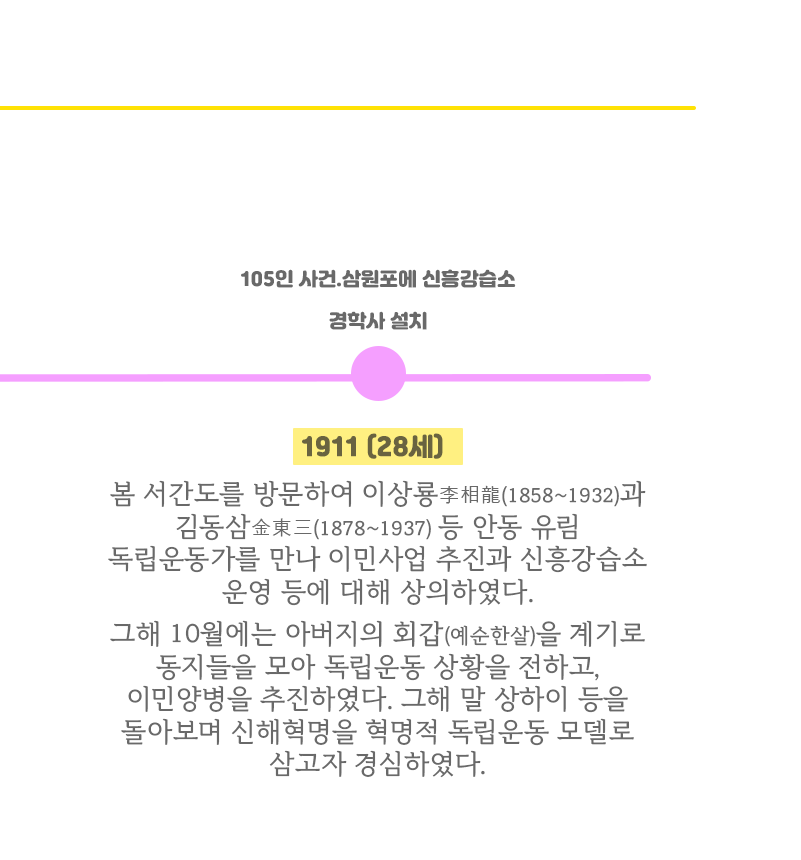 105인 사건.삼원포에 신흥강습소
경학사 설치
1911 (28세)
봄 서간도를 방문하여 이상룡李相龍(1858~1932)과
김동삼金東三(1878~1937) 등 안동 유림
독립운동가를 만나 이민사업 추진과 신흥강습소
운영 등에 대해 상의하였다.
그해 10월에는 아버지의 회갑(예순한살)을 계기로
동지들을 모아 독립운동 상황을 전하고,
이민양병을 추진하였다. 그해 말 상하이 등을
돌아보며 신해혁명을 혁명적 독립운동 모델로
삼고자 경심하였다.